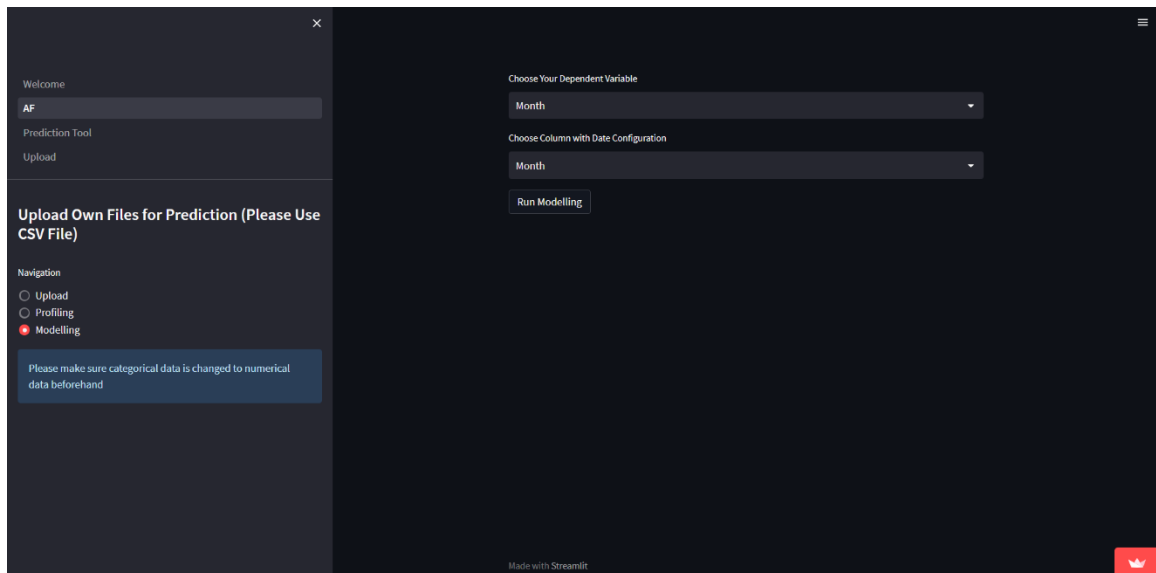 Welcome
AF
Prediction Tool
Upload
Upload Own Files for Prediction (Please Use
CSV File)
Navigation
Upload
Profiling
Modelling
Please make sure categorical data is changed to numerical
data beforehand
Choose Your Dependent Variable
Month
Choose Column with Date Configuration
Month
Run Modelling
Made with Streamlit